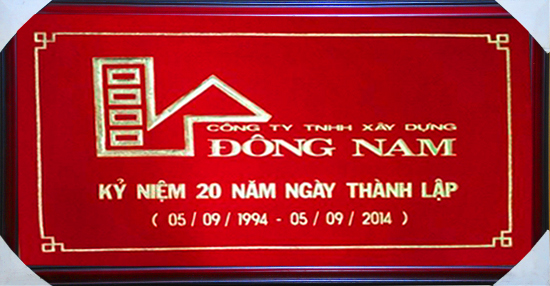 CÔNG TY TNHH XÂY DỰNG
ĐÔNG NAM
KỶ NIỆM 20 NĂM NGÀY THÀNH LẬP
( 05 / 09 / 1994 - 05 / 09 / 2014 )